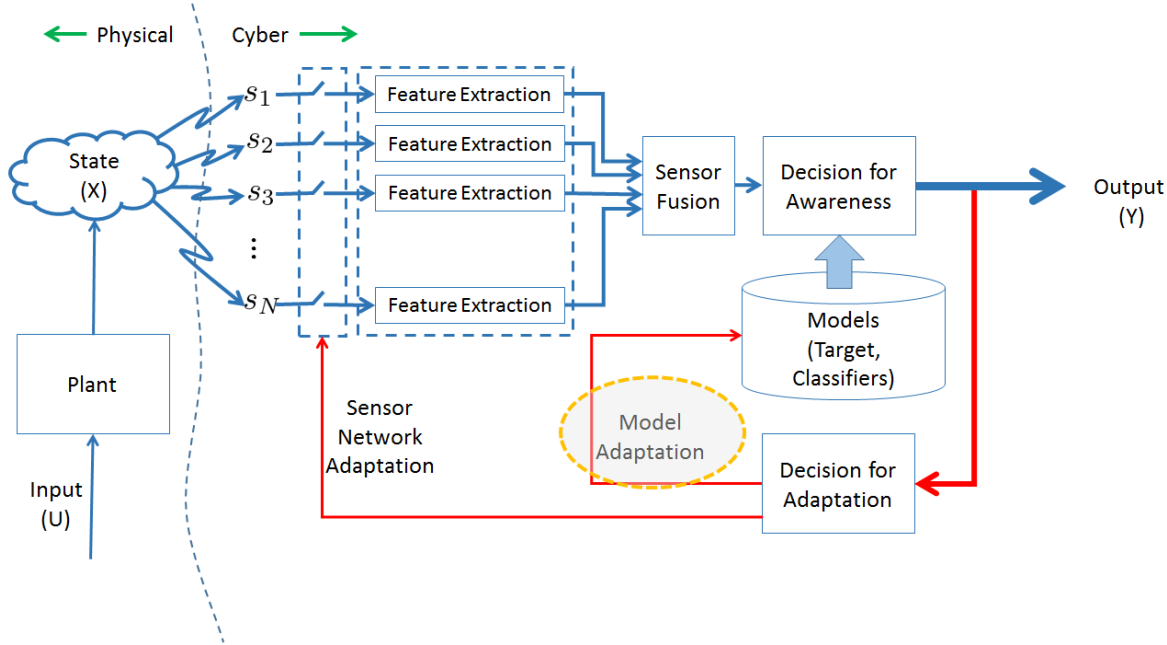 Physical
Cyber
s1
Feature Extraction
s2
Feature Extraction
State
(X)
s3
Feature Extraction
Sensor
Fusion
Decision for
Awareness
Output
(Y)
⋮
sN
Feature Extraction
Models
(Target,
Classifiers)
Plant
Sensor
Network
Adaptation
Model
Adaptation
Decision for
Adaptation
Input
(U)